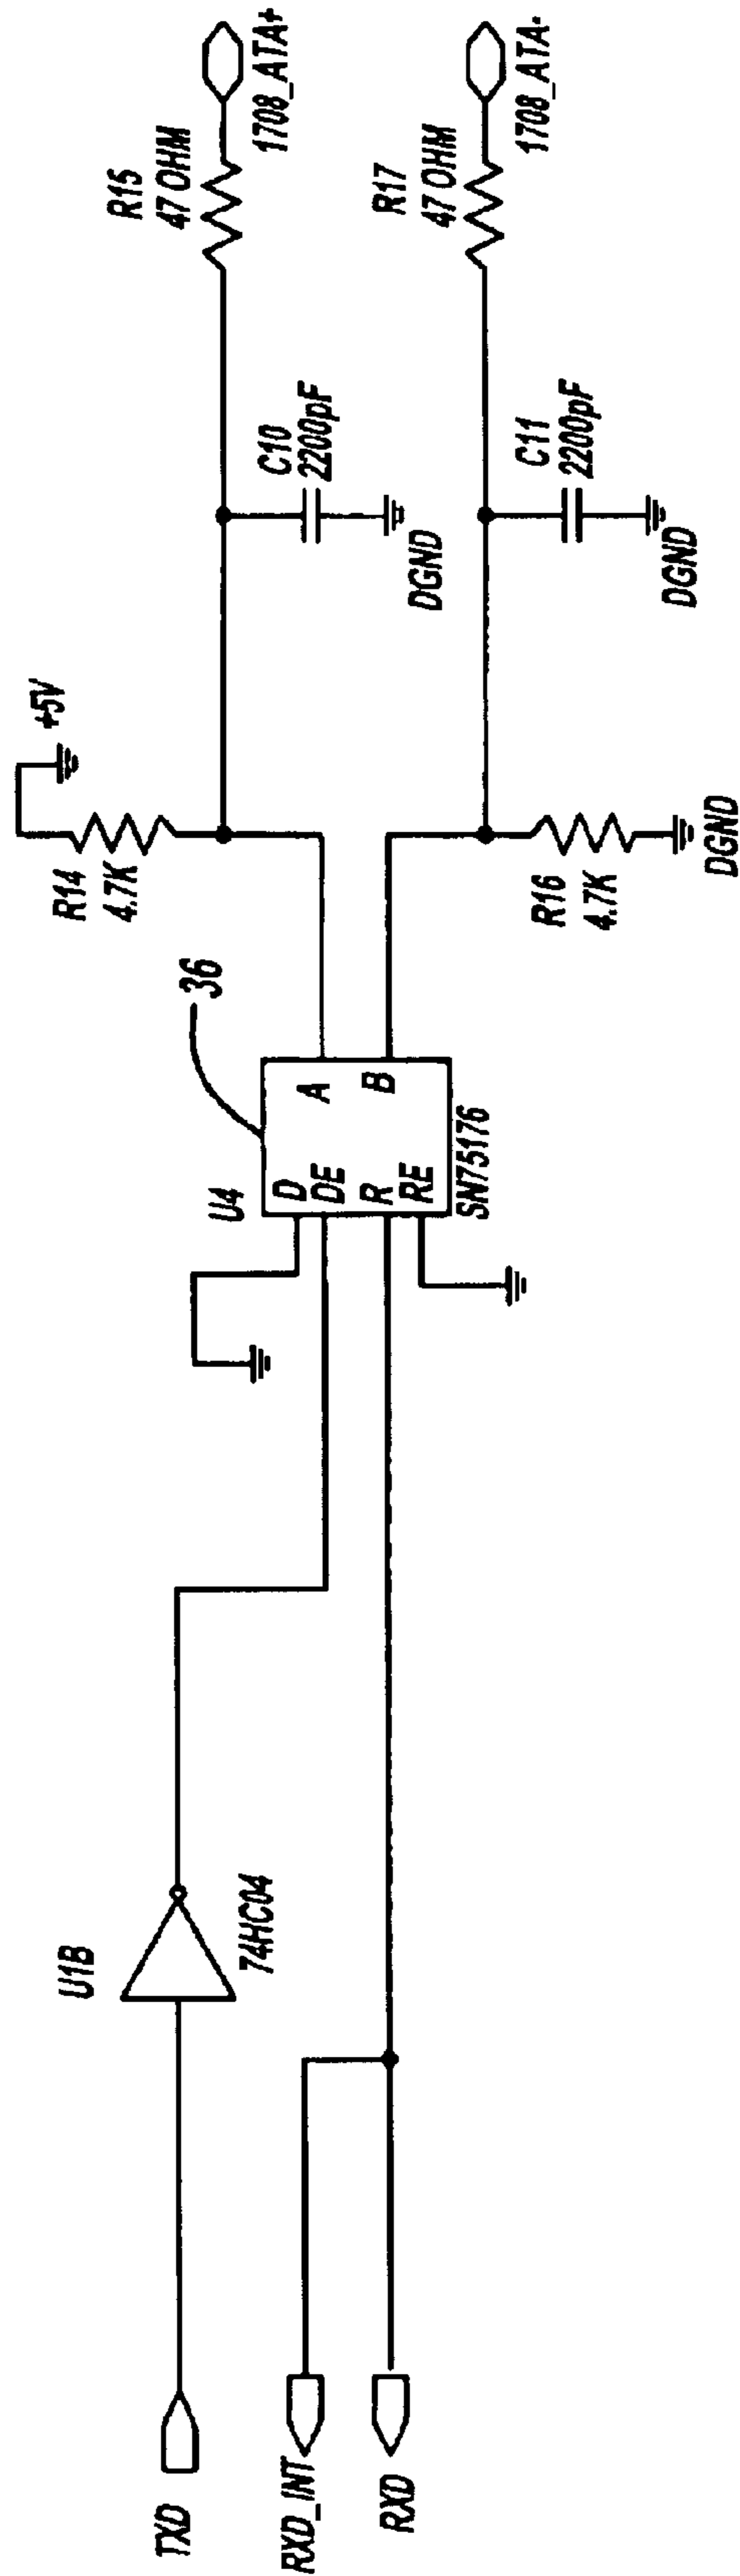 TXD
RXD_INT
RXD
U1B
74HC04
U4
D
DE
R
RE
A
B
SN75176
36
R14
4.7K
+5V
R16
4.7K
DGND
C10
2200pF
DGND
C11
2200pF
DGND
R15
47 OHM
1708_ATA+
R17
47 OHM
1708_ATA-